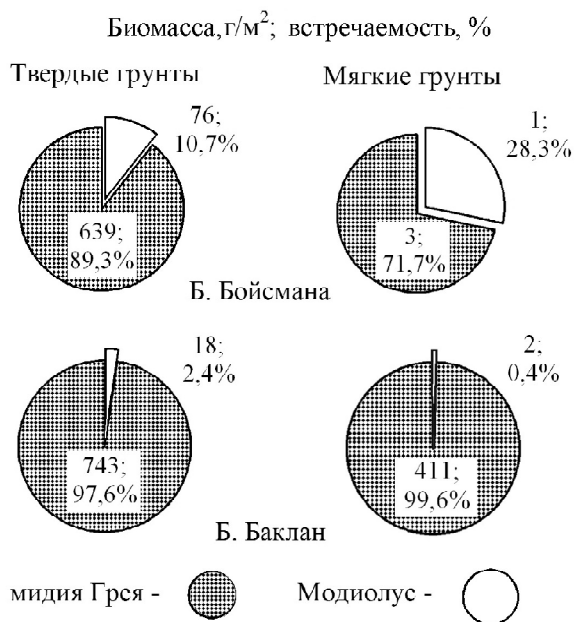 Биомасса,г/м²; встречаемость, %
Твердые грунты
Мягкие грунты
76;
10,7%
639;
89,3%
1;
28,3%
3;
71,7%
Б. Бойсмана
18;
2,4%
743;
97,6%
2;
0,4%
411;
99,6%
Б. Баклан
мидия Грея -
Модиолус -